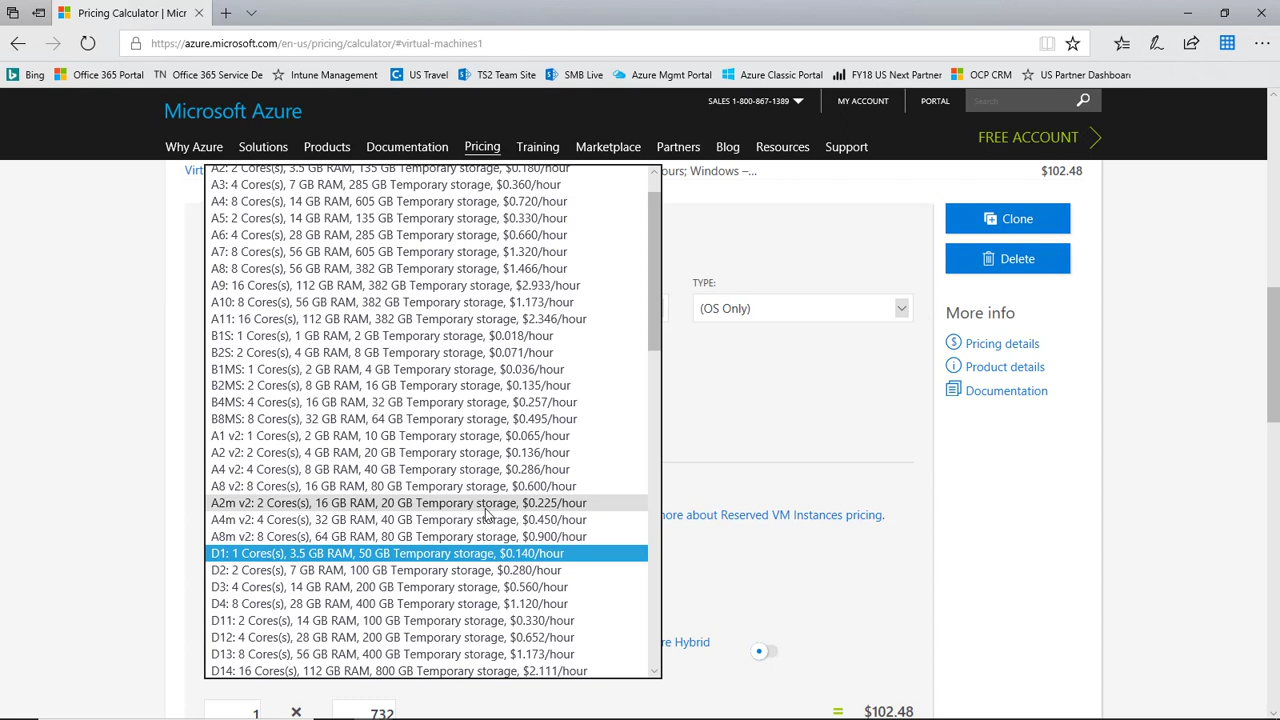 Pricing Calculator | Micr
https://azure.microsoft.com/en-us/pricing/calculator/#virtual-machines1
Bing Office 365 Portal TN Office 365 Service De Intune Management US Travel TS2 Team Site SMB Live Azure Mgmt Portal Azure Classic Portal FY18 US Next Partner OCP CRM US Partner Dashboard
SALES 1-800-867-1389 MY ACCOUNT PORTAL Search
Microsoft Azure
FREE ACCOUNT
Why Azure Solutions Products Documentation Pricing Training Marketplace Partners Blog Resources Support
Virt ours; Windows –... $102.48
A2: 2 Cores(s), 3.5 GB RAM, 135 GB Temporary storage, $0.180/hour
A3: 4 Cores(s), 7 GB RAM, 285 GB Temporary storage, $0.360/hour
A4: 8 Cores(s), 14 GB RAM, 605 GB Temporary storage, $0.720/hour
A5: 2 Cores(s), 14 GB RAM, 135 GB Temporary storage, $0.330/hour
A6: 4 Cores(s), 28 GB RAM, 285 GB Temporary storage, $0.660/hour
A7: 8 Cores(s), 56 GB RAM, 605 GB Temporary storage, $1.320/hour
A8: 8 Cores(s), 56 GB RAM, 382 GB Temporary storage, $1.466/hour
A9: 16 Cores(s), 112 GB RAM, 382 GB Temporary storage, $2.933/hour
A10: 8 Cores(s), 56 GB RAM, 382 GB Temporary storage, $1.173/hour
A11: 16 Cores(s), 112 GB RAM, 382 GB Temporary storage, $2.346/hour
B1S: 1 Cores(s), 1 GB RAM, 2 GB Temporary storage, $0.018/hour
B2S: 2 Cores(s), 4 GB RAM, 8 GB Temporary storage, $0.071/hour
B1MS: 1 Cores(s), 2 GB RAM, 4 GB Temporary storage, $0.036/hour
B2MS: 2 Cores(s), 8 GB RAM, 16 GB Temporary storage, $0.135/hour
B4MS: 4 Cores(s), 16 GB RAM, 32 GB Temporary storage, $0.257/hour
B8MS: 8 Cores(s), 32 GB RAM, 64 GB Temporary storage, $0.495/hour
A1 v2: 1 Cores(s), 2 GB RAM, 10 GB Temporary storage, $0.065/hour
A2 v2: 2 Cores(s), 4 GB RAM, 20 GB Temporary storage, $0.136/hour
A4 v2: 4 Cores(s), 8 GB RAM, 40 GB Temporary storage, $0.286/hour
A8 v2: 8 Cores(s), 16 GB RAM, 80 GB Temporary storage, $0.600/hour
A2m v2: 2 Cores(s), 16 GB RAM, 20 GB Temporary storage, $0.225/hour
A4m v2: 4 Cores(s), 32 GB RAM, 40 GB Temporary storage, $0.450/hour
A8m v2: 8 Cores(s), 64 GB RAM, 80 GB Temporary storage, $0.900/hour
D1: 1 Cores(s), 3.5 GB RAM, 50 GB Temporary storage, $0.140/hour
D2: 2 Cores(s), 7 GB RAM, 100 GB Temporary storage, $0.280/hour
D3: 4 Cores(s), 14 GB RAM, 200 GB Temporary storage, $0.560/hour
D4: 8 Cores(s), 28 GB RAM, 400 GB Temporary storage, $1.120/hour
D11: 2 Cores(s), 14 GB RAM, 100 GB Temporary storage, $0.330/hour
D12: 4 Cores(s), 28 GB RAM, 200 GB Temporary storage, $0.652/hour
D13: 8 Cores(s), 56 GB RAM, 400 GB Temporary storage, $1.173/hour
D14: 16 Cores(s), 112 GB RAM, 800 GB Temporary storage, $2.111/hour
TYPE:
(OS Only)
more about Reserved VM Instances pricing.
re Hybrid
1 × 732 = $102.48
Clone
Delete
More info
Pricing details
Product details
Documentation